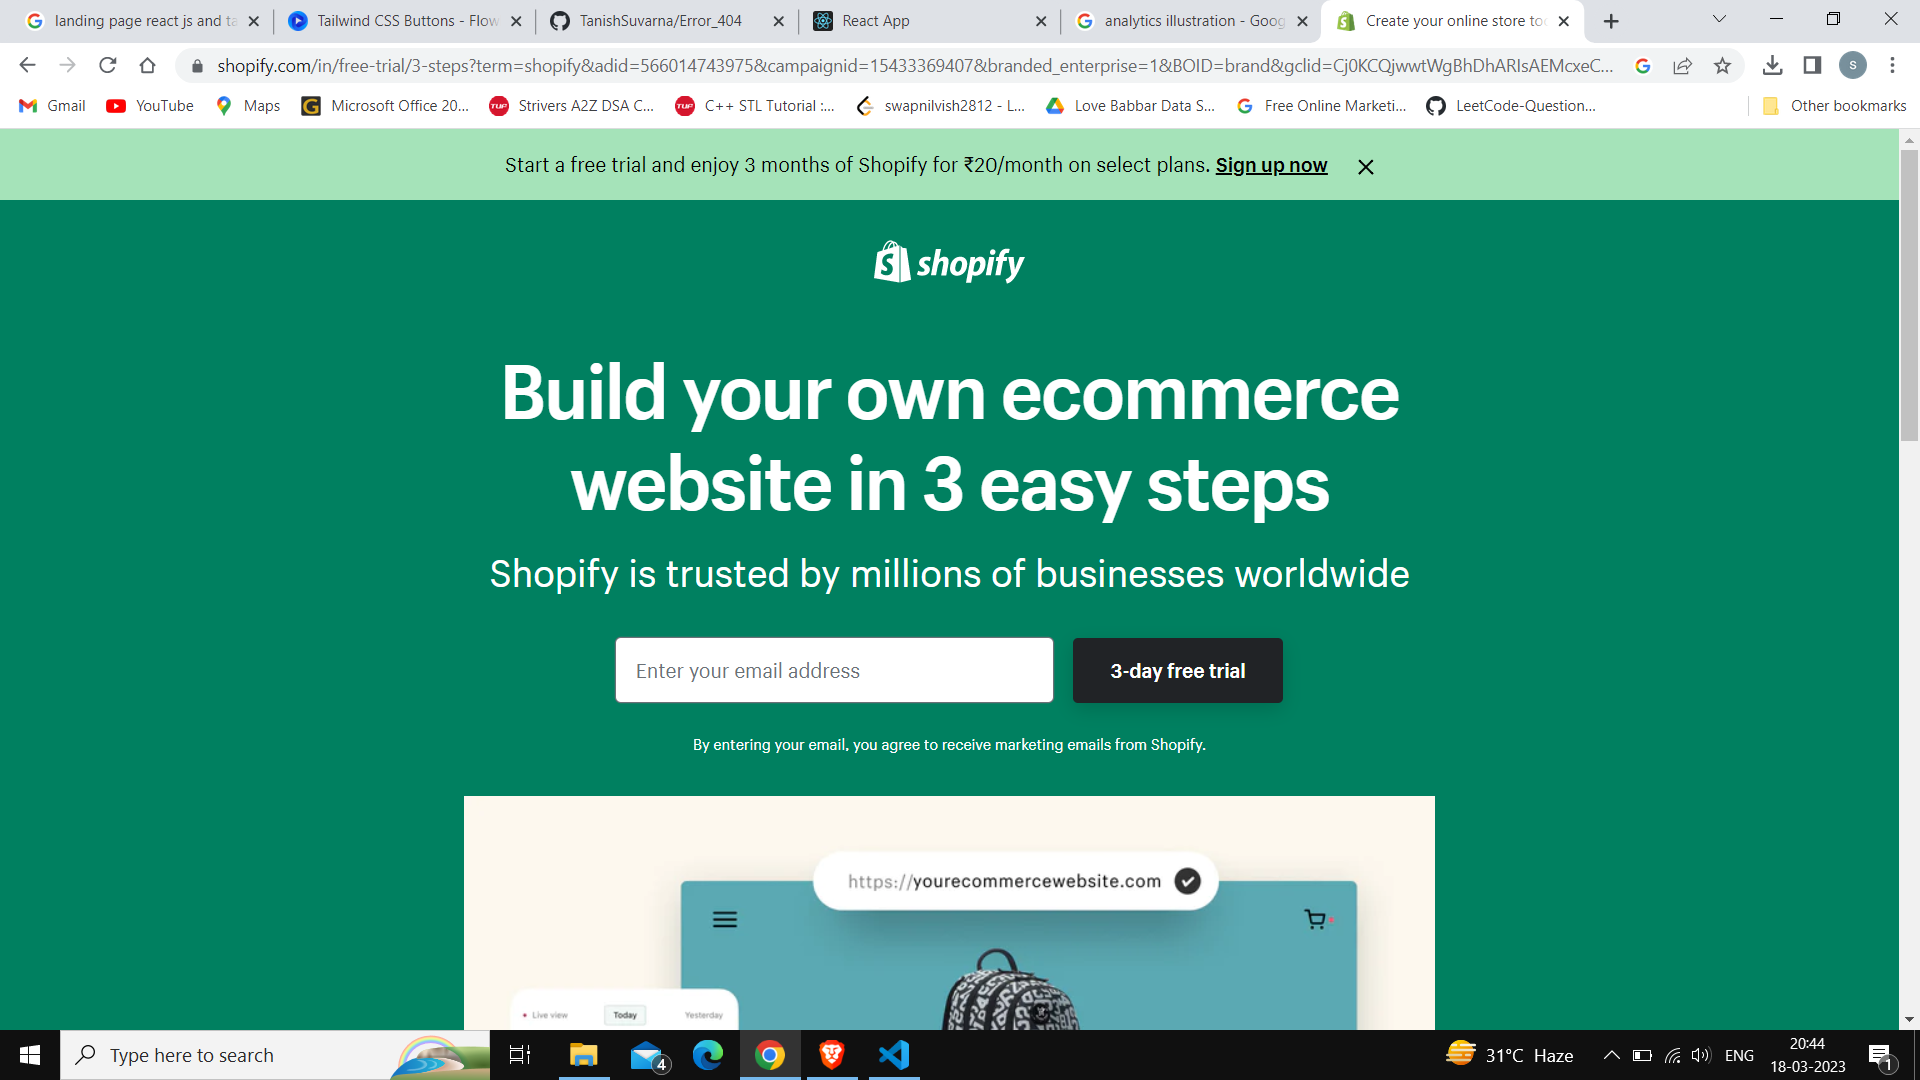 landing page react js and ta
Tailwind CSS Buttons - Flow
TanishSuvarna/Error_404
React App
analytics illustration - Goog
Create your online store too
shopify.com/in/free-trial/3-steps?term=shopify&adid=566014743975&campaignid=15433369407&branded_enterprise=1&BOID=brand&gclid=Cj0KCQjwwtWgBhDhARIsAEMcxeC...
S
Gmail
YouTube
Maps
Microsoft Office 20...
Strivers A2Z DSA C...
C++ STL Tutorial :...
swapnilvish2812 - L...
Love Babbar Data S...
Free Online Marketi...
LeetCode-Question...
Other bookmarks
Start a free trial and enjoy 3 months of Shopify for ₹20/month on select plans. Sign up now
shopify
Build your own ecommerce
website in 3 easy steps
Shopify is trusted by millions of businesses worldwide
Enter your email address
3-day free trial
By entering your email, you agree to receive marketing emails from Shopify.
https://yourecommercewebsite.com
Live view
Today
Yesterday
Type here to search
4
31°C Haze
ENG
20:44
18-03-2023
1